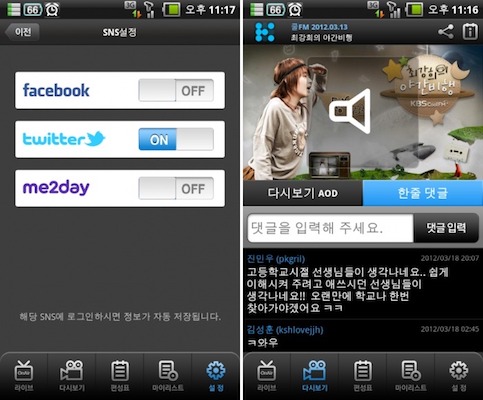 66
3G
오후 11:17
이전
SNS설정
facebook
OFF
twitter
ON
me2day
OFF
해당 SNS에 로그인하시면 정보가 자동 저장됩니다.
OnAir
라이브
다시보기
편성표
마이리스트
설 정
66
3G
오후 11:16
쿨FM 2012.03.13
최강희의 야간비행
최강희의
야간비행
KBS
다시보기 AOD
한줄 댓글
댓글을 입력해 주세요.
댓글 입력
진민우 (pkgril)
2012/03/18 20:07
고등학교시절 선생님들이 생각나네요.. 쉽게
이해시켜 주려고 애쓰시던 선생님들이
생각나네요!! 오랜만에 학교나 한번
찾아가야겠어요 ㅋㅋ
김성훈 (kshlovejjh)
2012/03/18 02:45
ㅋ와우
OnAir
라이브
다시보기
편성표
마이리스트
설 정